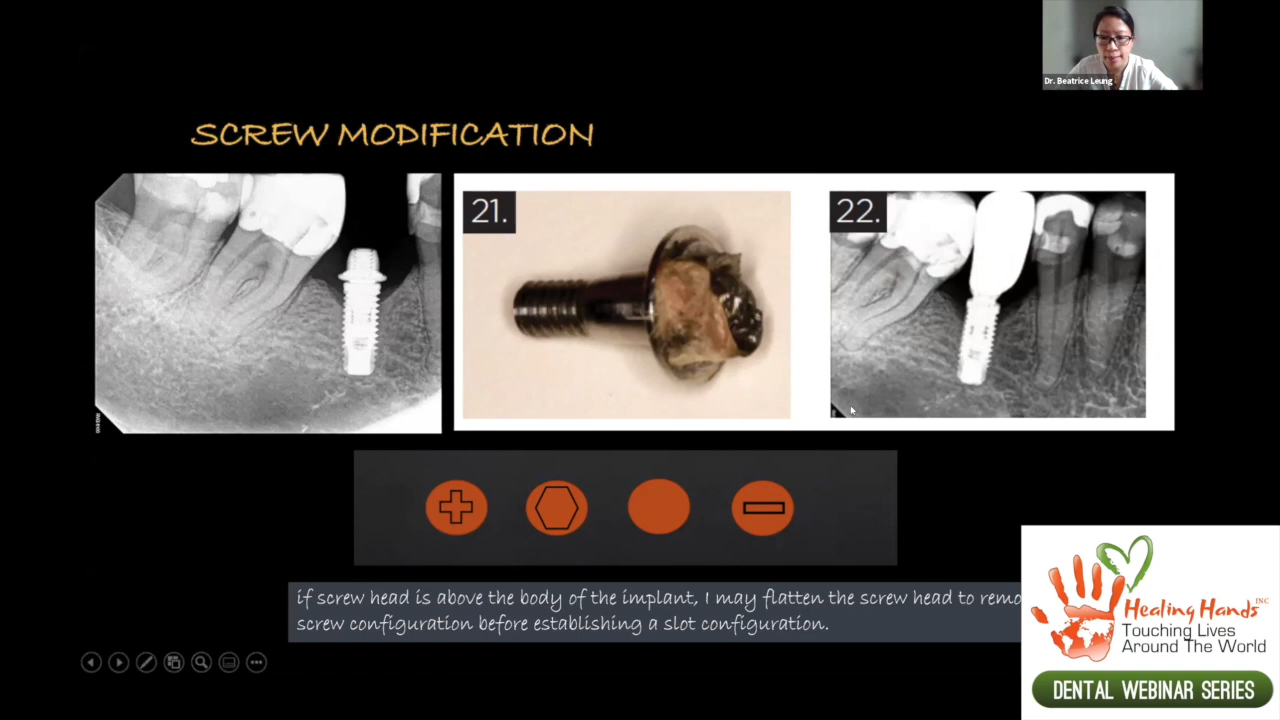 Dr. Beatrice Leung
SCREW MODIFICATION
21.
22.
if screw head is above the body of the implant, I may flatten the screw head to remo
screw configuration before establishing a slot configuration.
Healing Hands INC
Touching Lives
Around The World
DENTAL WEBINAR SERIES